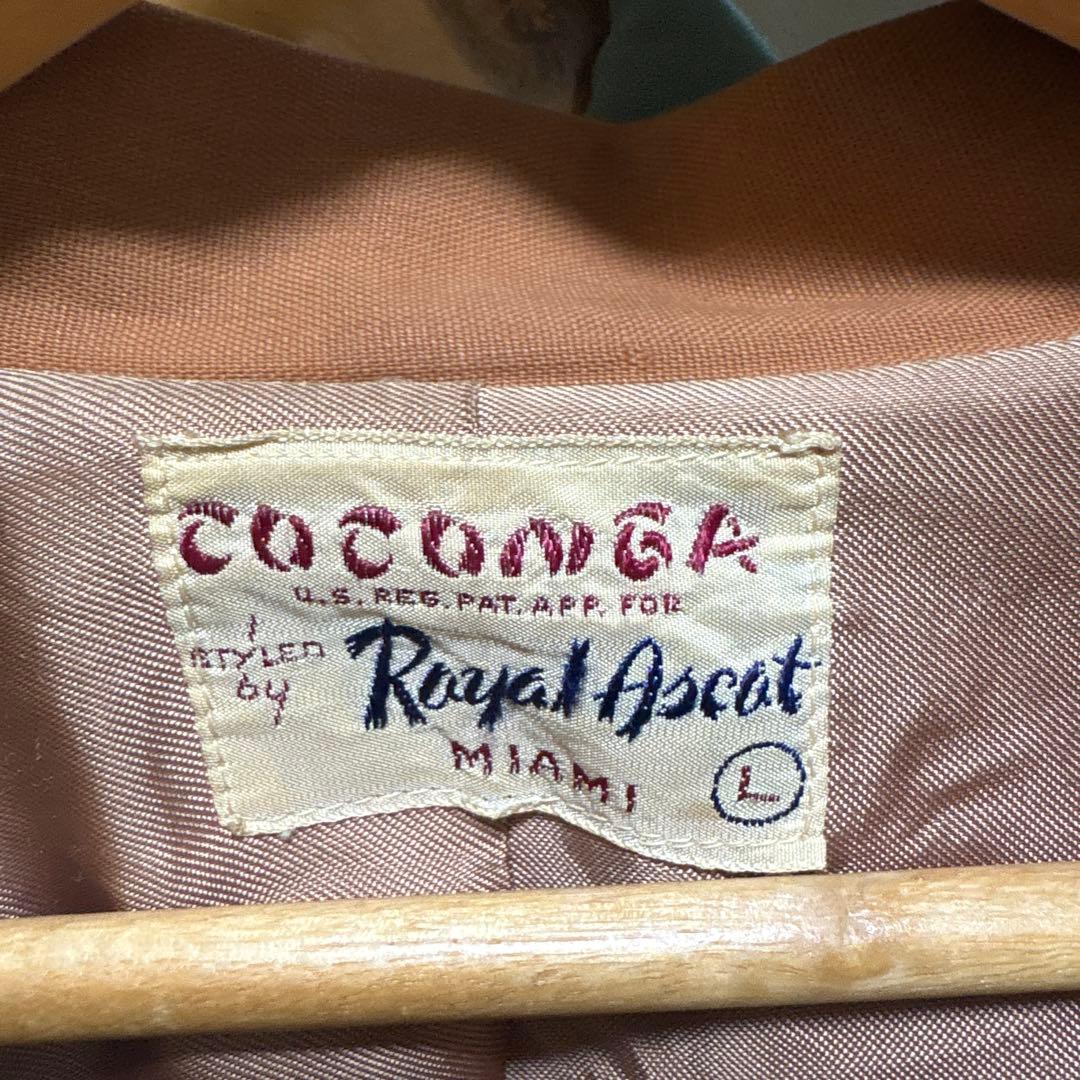 COCONGA
U.S. REG. PAT. APP. FOR
STYLED
by
Royal Ascot
MIAMI
L